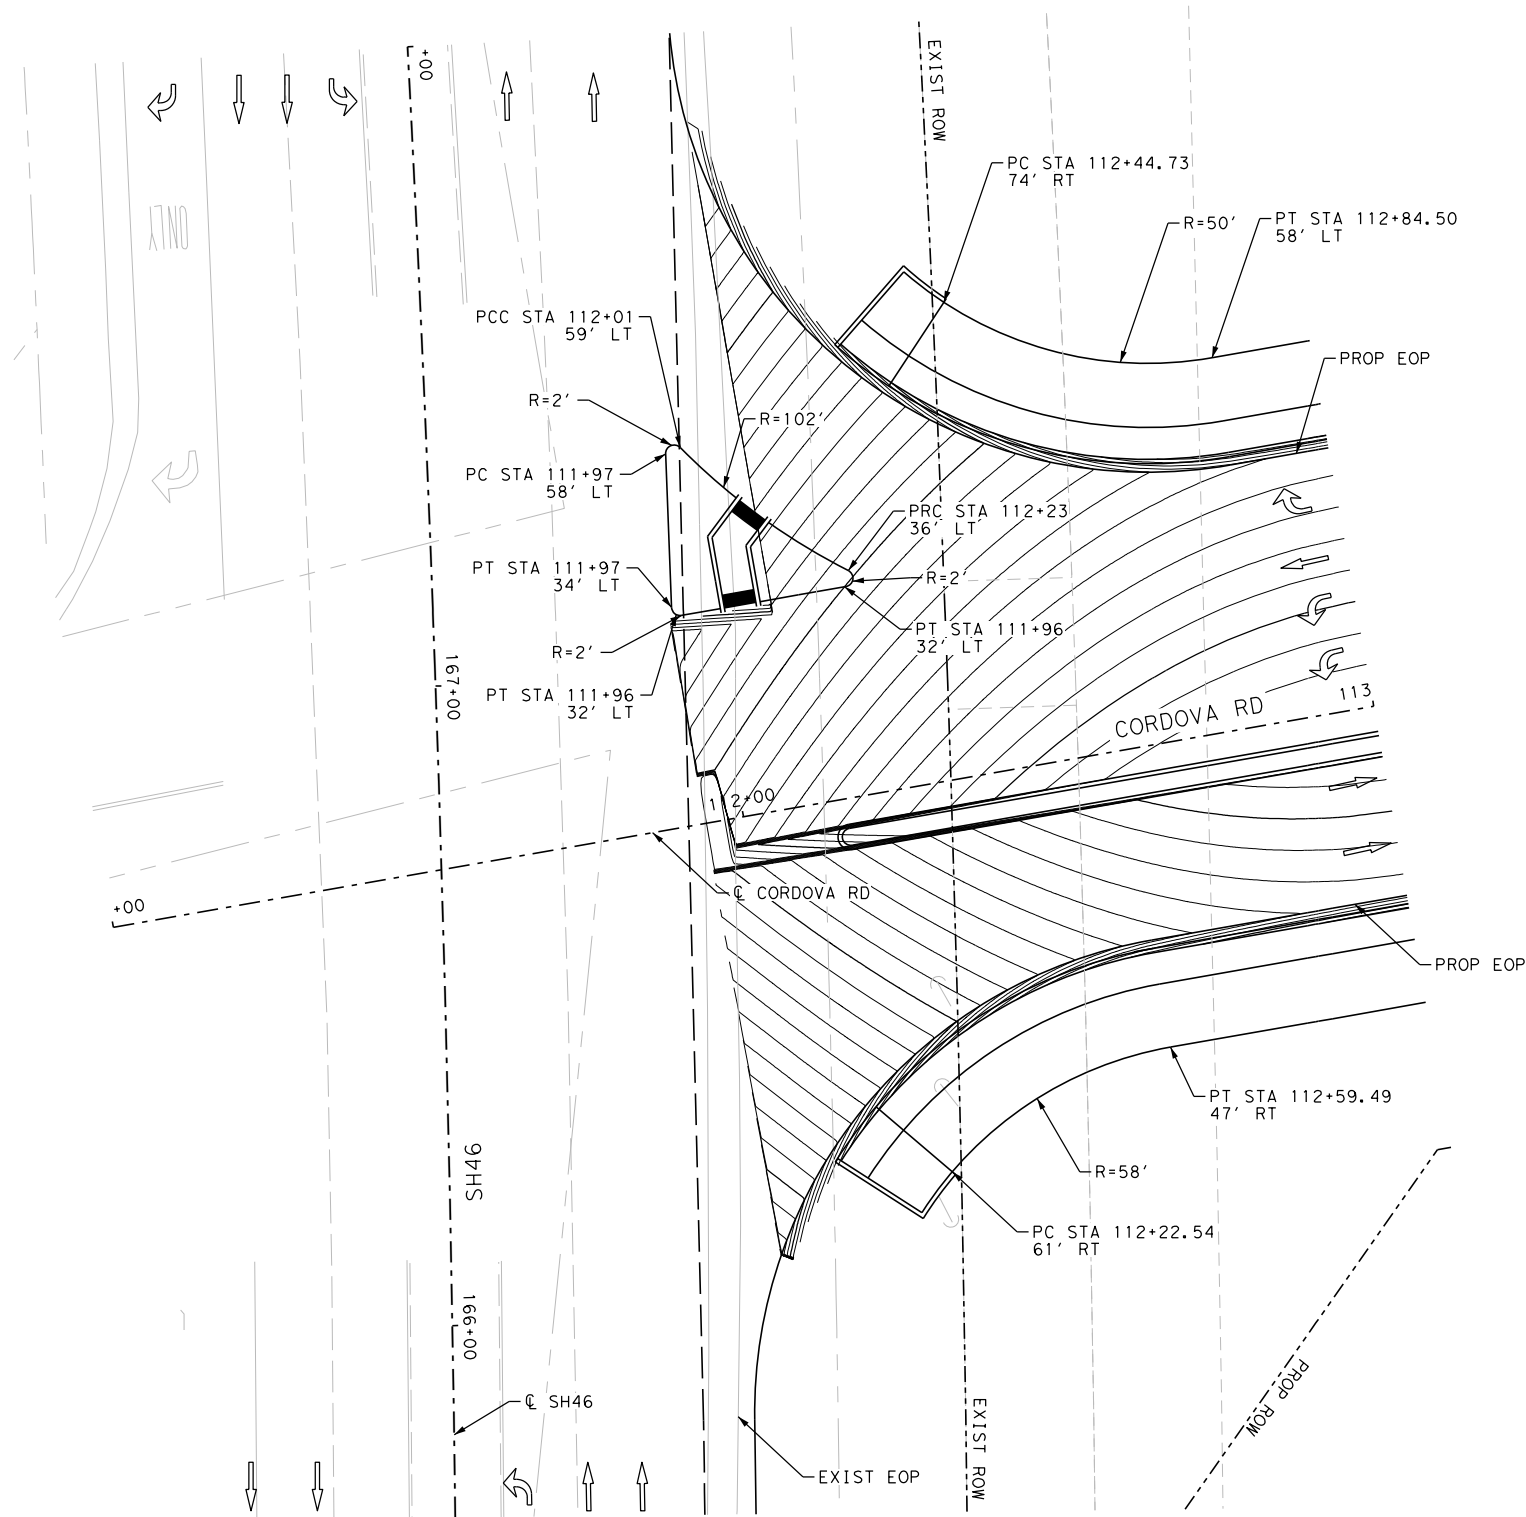 +00
EXIST ROW
PC STA 112+44.73
74' RT
R=50'
PT STA 112+84.50
58' LT
ONLY
PCC STA 112+01
59' LT
PROP EOP
R=2'
R=102'
PC STA 111+97
58' LT
PRC STA 112+23
36' LT
PT STA 111+97
34' LT
R=2'
PT STA 111+96
32' LT
R=2'
167+00
PT STA 111+96
32' LT
113
CORDOVA RD
112+00
℄ CORDOVA RD
+00
PROP EOP
PT STA 112+59.49
47' RT
SH46
R=58'
PC STA 112+22.54
61' RT
166+00
PROP ROW
℄ SH46
EXIST ROW
EXIST EOP